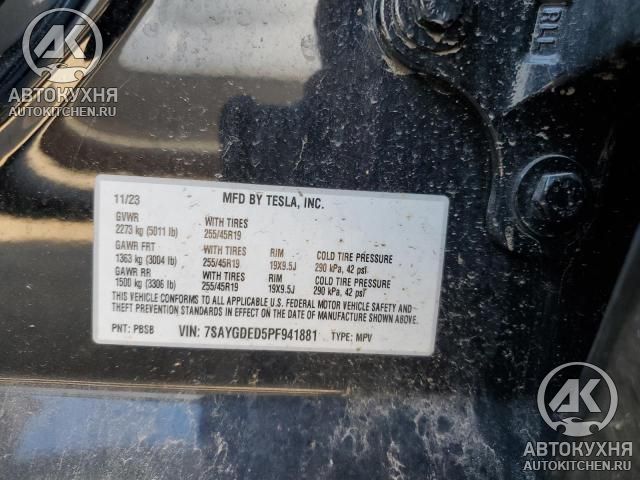 AK
АВТОКУХНЯ
AUTOKITCHEN.RU
BLL
11/23 MFD BY TESLA, INC.
GVWR WITH TIRES
2273 kg (5011 lb) 255/45R19
GAWR FRT WITH TIRES RIM COLD TIRE PRESSURE
1363 kg (3004 lb) 255/45R19 19X9.5J 290 kPa, 42 psi
GAWR RR WITH TIRES RIM COLD TIRE PRESSURE
1500 kg (3306 lb) 255/45R19 19X9.5J 290 kPa, 42 psi
THIS VEHICLE CONFORMS TO ALL APPLICABLE U.S. FEDERAL MOTOR VEHICLE SAFETY AND
THEFT PREVENTION STANDARDS IN EFFECT ON THE DATE OF MANUFACTURE SHOWN ABOVE.
PNT: PBSB VIN: 7SAYGDED5PF941881 TYPE: MPV
AK
АВТОКУХНЯ
AUTOKITCHEN.RU